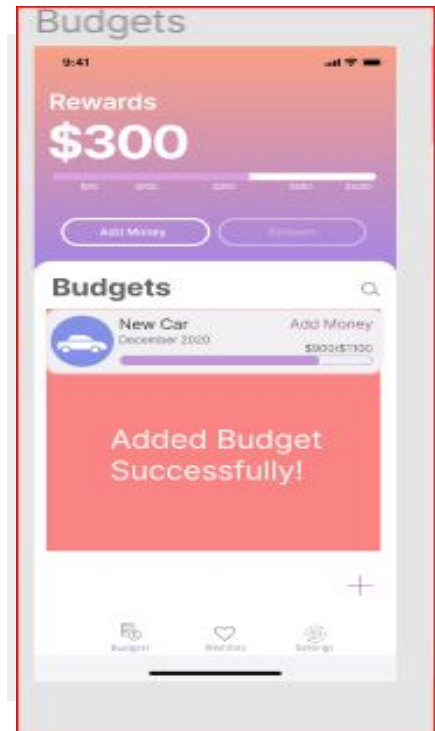 Budgets
9:41
Rewards
$300
Add Money
Budgets
New Car
Add Money
December 2020
$900/$1100
Added Budget
Successfully!
Budgets
Settings